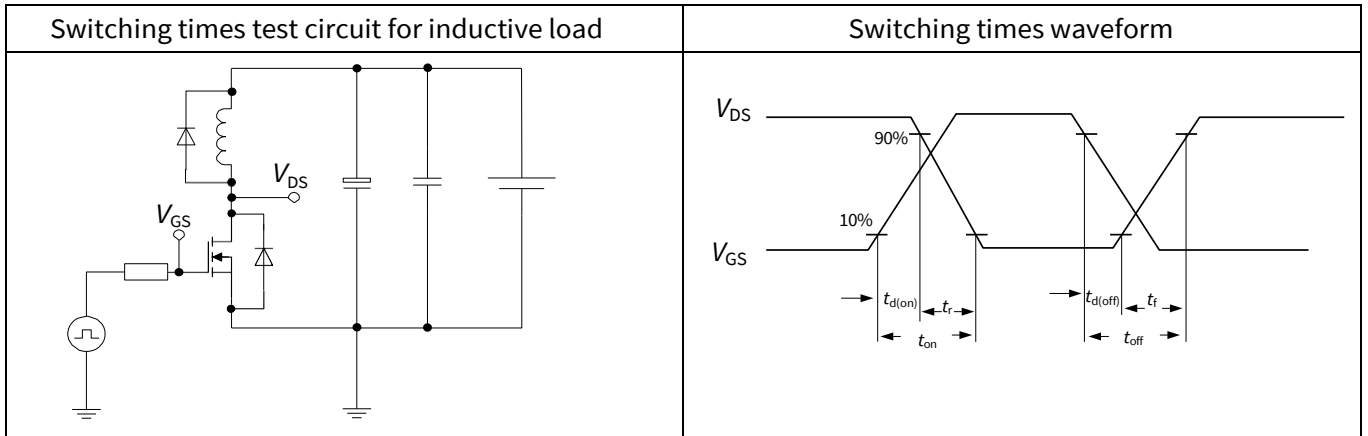 Switching times test circuit for inductive load
Switching times waveform
VDS
VGS
VDS
90%
10%
VGS
td(on)
tr
ton
td(off)
tf
toff